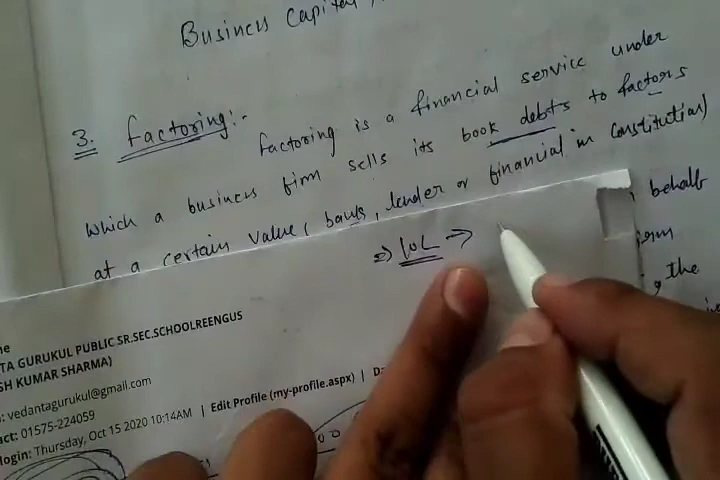 Business Capital
3. Factoring:-
Factoring is a financial service under
which a business firm sells its book debts to factors
at a certain value (banks, lender or financial in constitution)
behalf
the
TA GURUKUL PUBLIC SR.SEC.SCHOOLREENGUS
SH KUMAR SHARMA)
: vedantagurukul@gmail.com
act: 01575-224059 | Edit Profile (my-profile.aspx) |
login: Thursday, Oct 15 2020 10:14AM